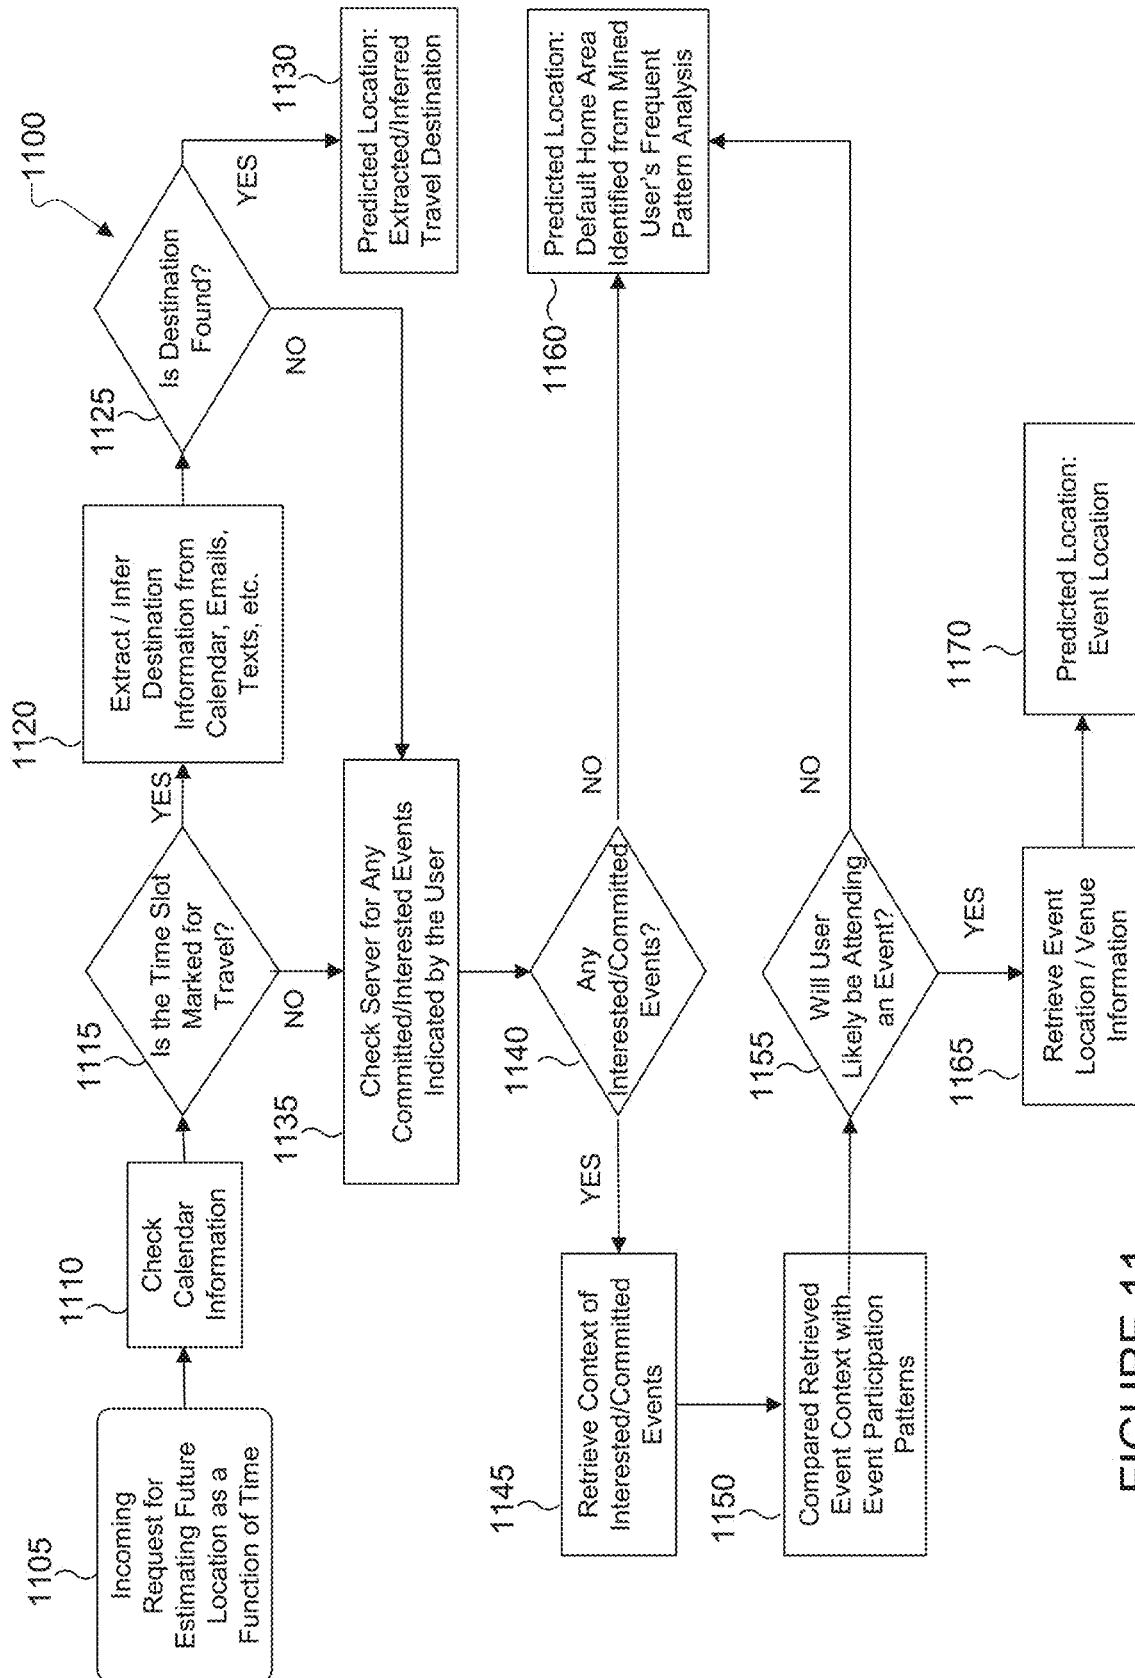 1100
1105
Incoming
Request for
Estimating Future
Location as a
Function of Time
1110
Check
Calendar
Information
1115
Is the Time Slot
Marked for
Travel?
YES
NO
1120
Extract / Infer
Destination
Information from
Calendar, Emails,
Texts, etc.
1125
Is Destination
Found?
YES
NO
1130
Predicted Location:
Extracted/Inferred
Travel Destination
1135
Check Server for Any
Committed/Interested Events
Indicated by the User
1140
Any
Interested/Committed
Events?
YES
NO
1145
Retrieve Context of
Interested/Committed
Events
1150
Compared Retrieved
Event Context with
Event Participation
Patterns
1155
Will User
Likely be Attending
an Event?
NO
YES
1160
Predicted Location:
Default Home Area
Identified from Mined
User's Frequent
Pattern Analysis
1165
Retrieve Event
Location / Venue
Information
1170
Predicted Location:
Event Location
FIGURE 11